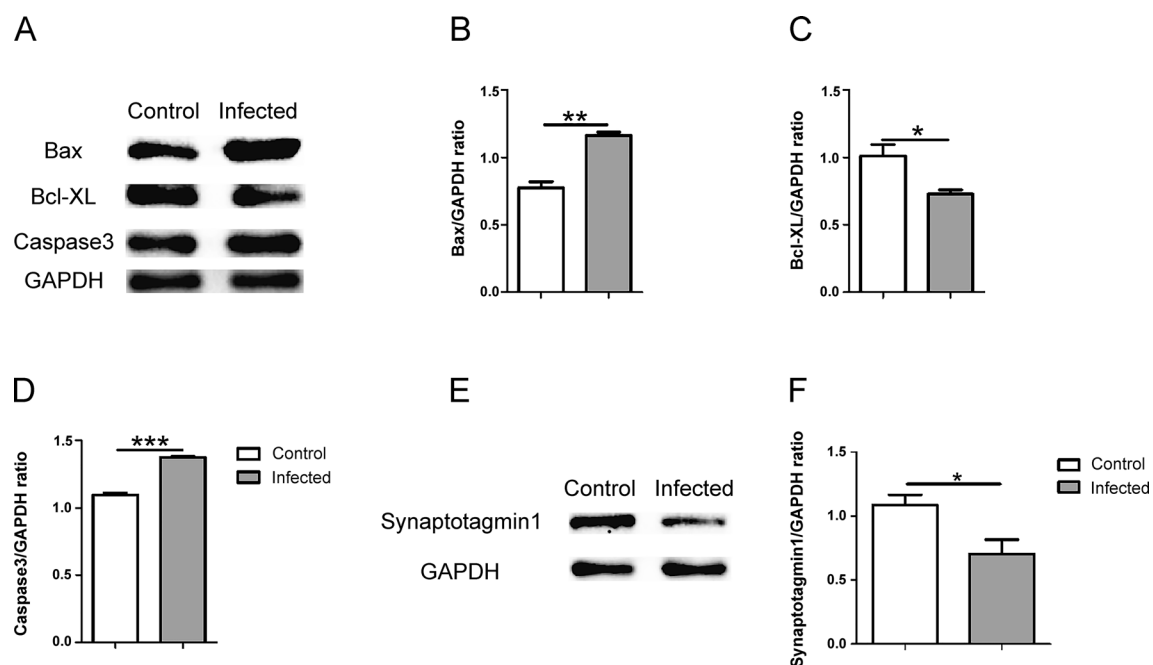 A
Control Infected
Bax
Bcl-XL
Caspase3
GAPDH
B
Bax/GAPDH ratio
1.5
1.0
0.5
0.0
**
C
Bcl-XL/GAPDH ratio
1.5
1.0
0.5
0.0
*
D
Caspase3/GAPDH ratio
1.5
1.0
0.5
0.0
***
Control
Infected
E
Control Infected
Synaptotagmin1
GAPDH
F
Synaptotagmin1/GAPDH ratio
1.5
1.0
0.5
0.0
*
Control
Infected